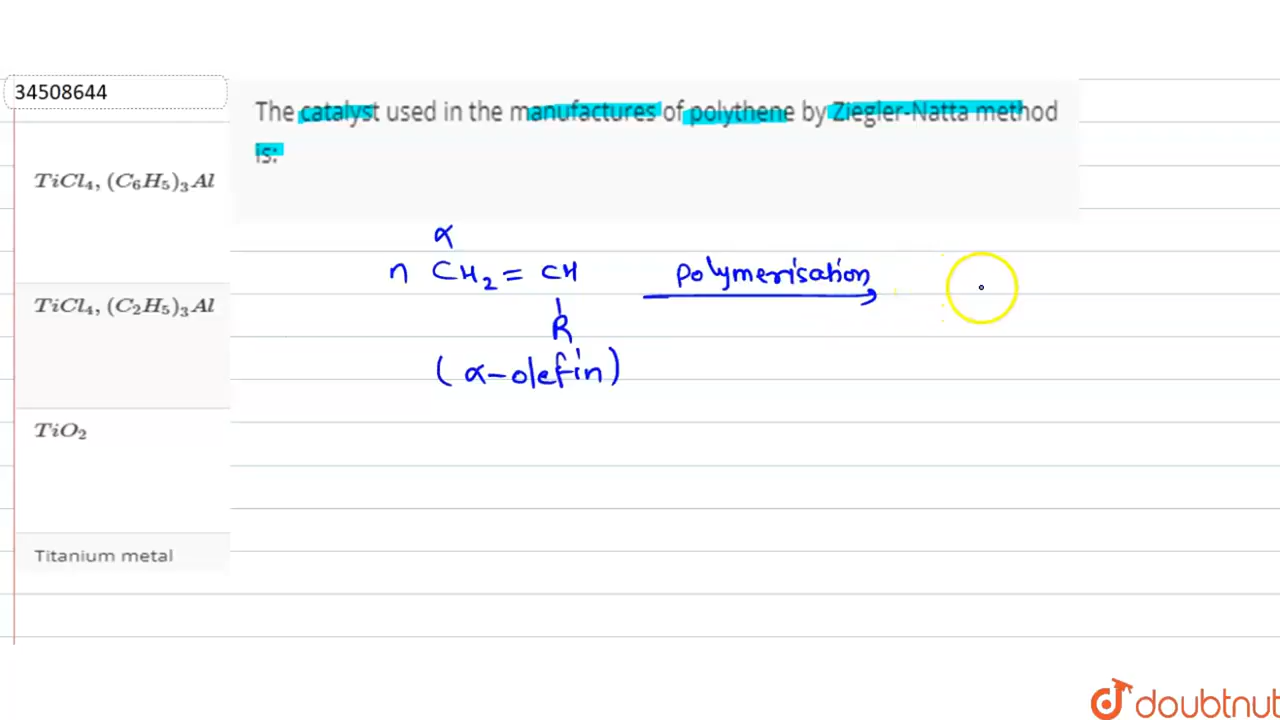 34508644
The catalyst used in the manufactures of polythene by Ziegler-Natta method
is:
TiCl₄, (C₆H₅)₃Al
TiCl₄, (C₂H₅)₃Al
TiO₂
Titanium metal
α
n CH₂ = CH
R
(α-olefin)
Polymerisation
doubtnut